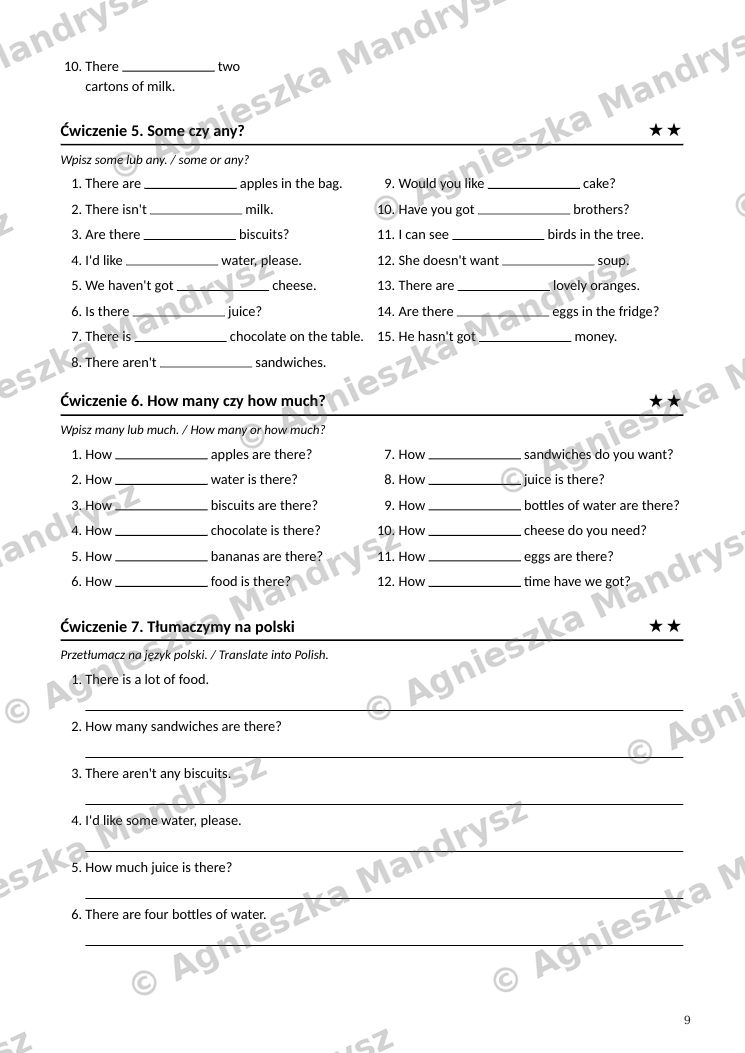 10. There ____________ two
cartons of milk.
Ćwiczenie 5. Some czy any? ★★
Wpisz some lub any. / some or any?
1. There are ____________ apples in the bag.
2. There isn't ____________ milk.
3. Are there ____________ biscuits?
4. I'd like ____________ water, please.
5. We haven't got ____________ cheese.
6. Is there ____________ juice?
7. There is ____________ chocolate on the table.
8. There aren't ____________ sandwiches.
9. Would you like ____________ cake?
10. Have you got ____________ brothers?
11. I can see ____________ birds in the tree.
12. She doesn't want ____________ soup.
13. There are ____________ lovely oranges.
14. Are there ____________ eggs in the fridge?
15. He hasn't got ____________ money.
Ćwiczenie 6. How many czy how much? ★★
Wpisz many lub much. / How many or how much?
1. How ____________ apples are there?
2. How ____________ water is there?
3. How ____________ biscuits are there?
4. How ____________ chocolate is there?
5. How ____________ bananas are there?
6. How ____________ food is there?
7. How ____________ sandwiches do you want?
8. How ____________ juice is there?
9. How ____________ bottles of water are there?
10. How ____________ cheese do you need?
11. How ____________ eggs are there?
12. How ____________ time have we got?
Ćwiczenie 7. Tłumaczymy na polski ★★
Przetłumacz na język polski. / Translate into Polish.
1. There is a lot of food.
2. How many sandwiches are there?
3. There aren't any biscuits.
4. I'd like some water, please.
5. How much juice is there?
6. There are four bottles of water.
9
© Agnieszka Mandrysz